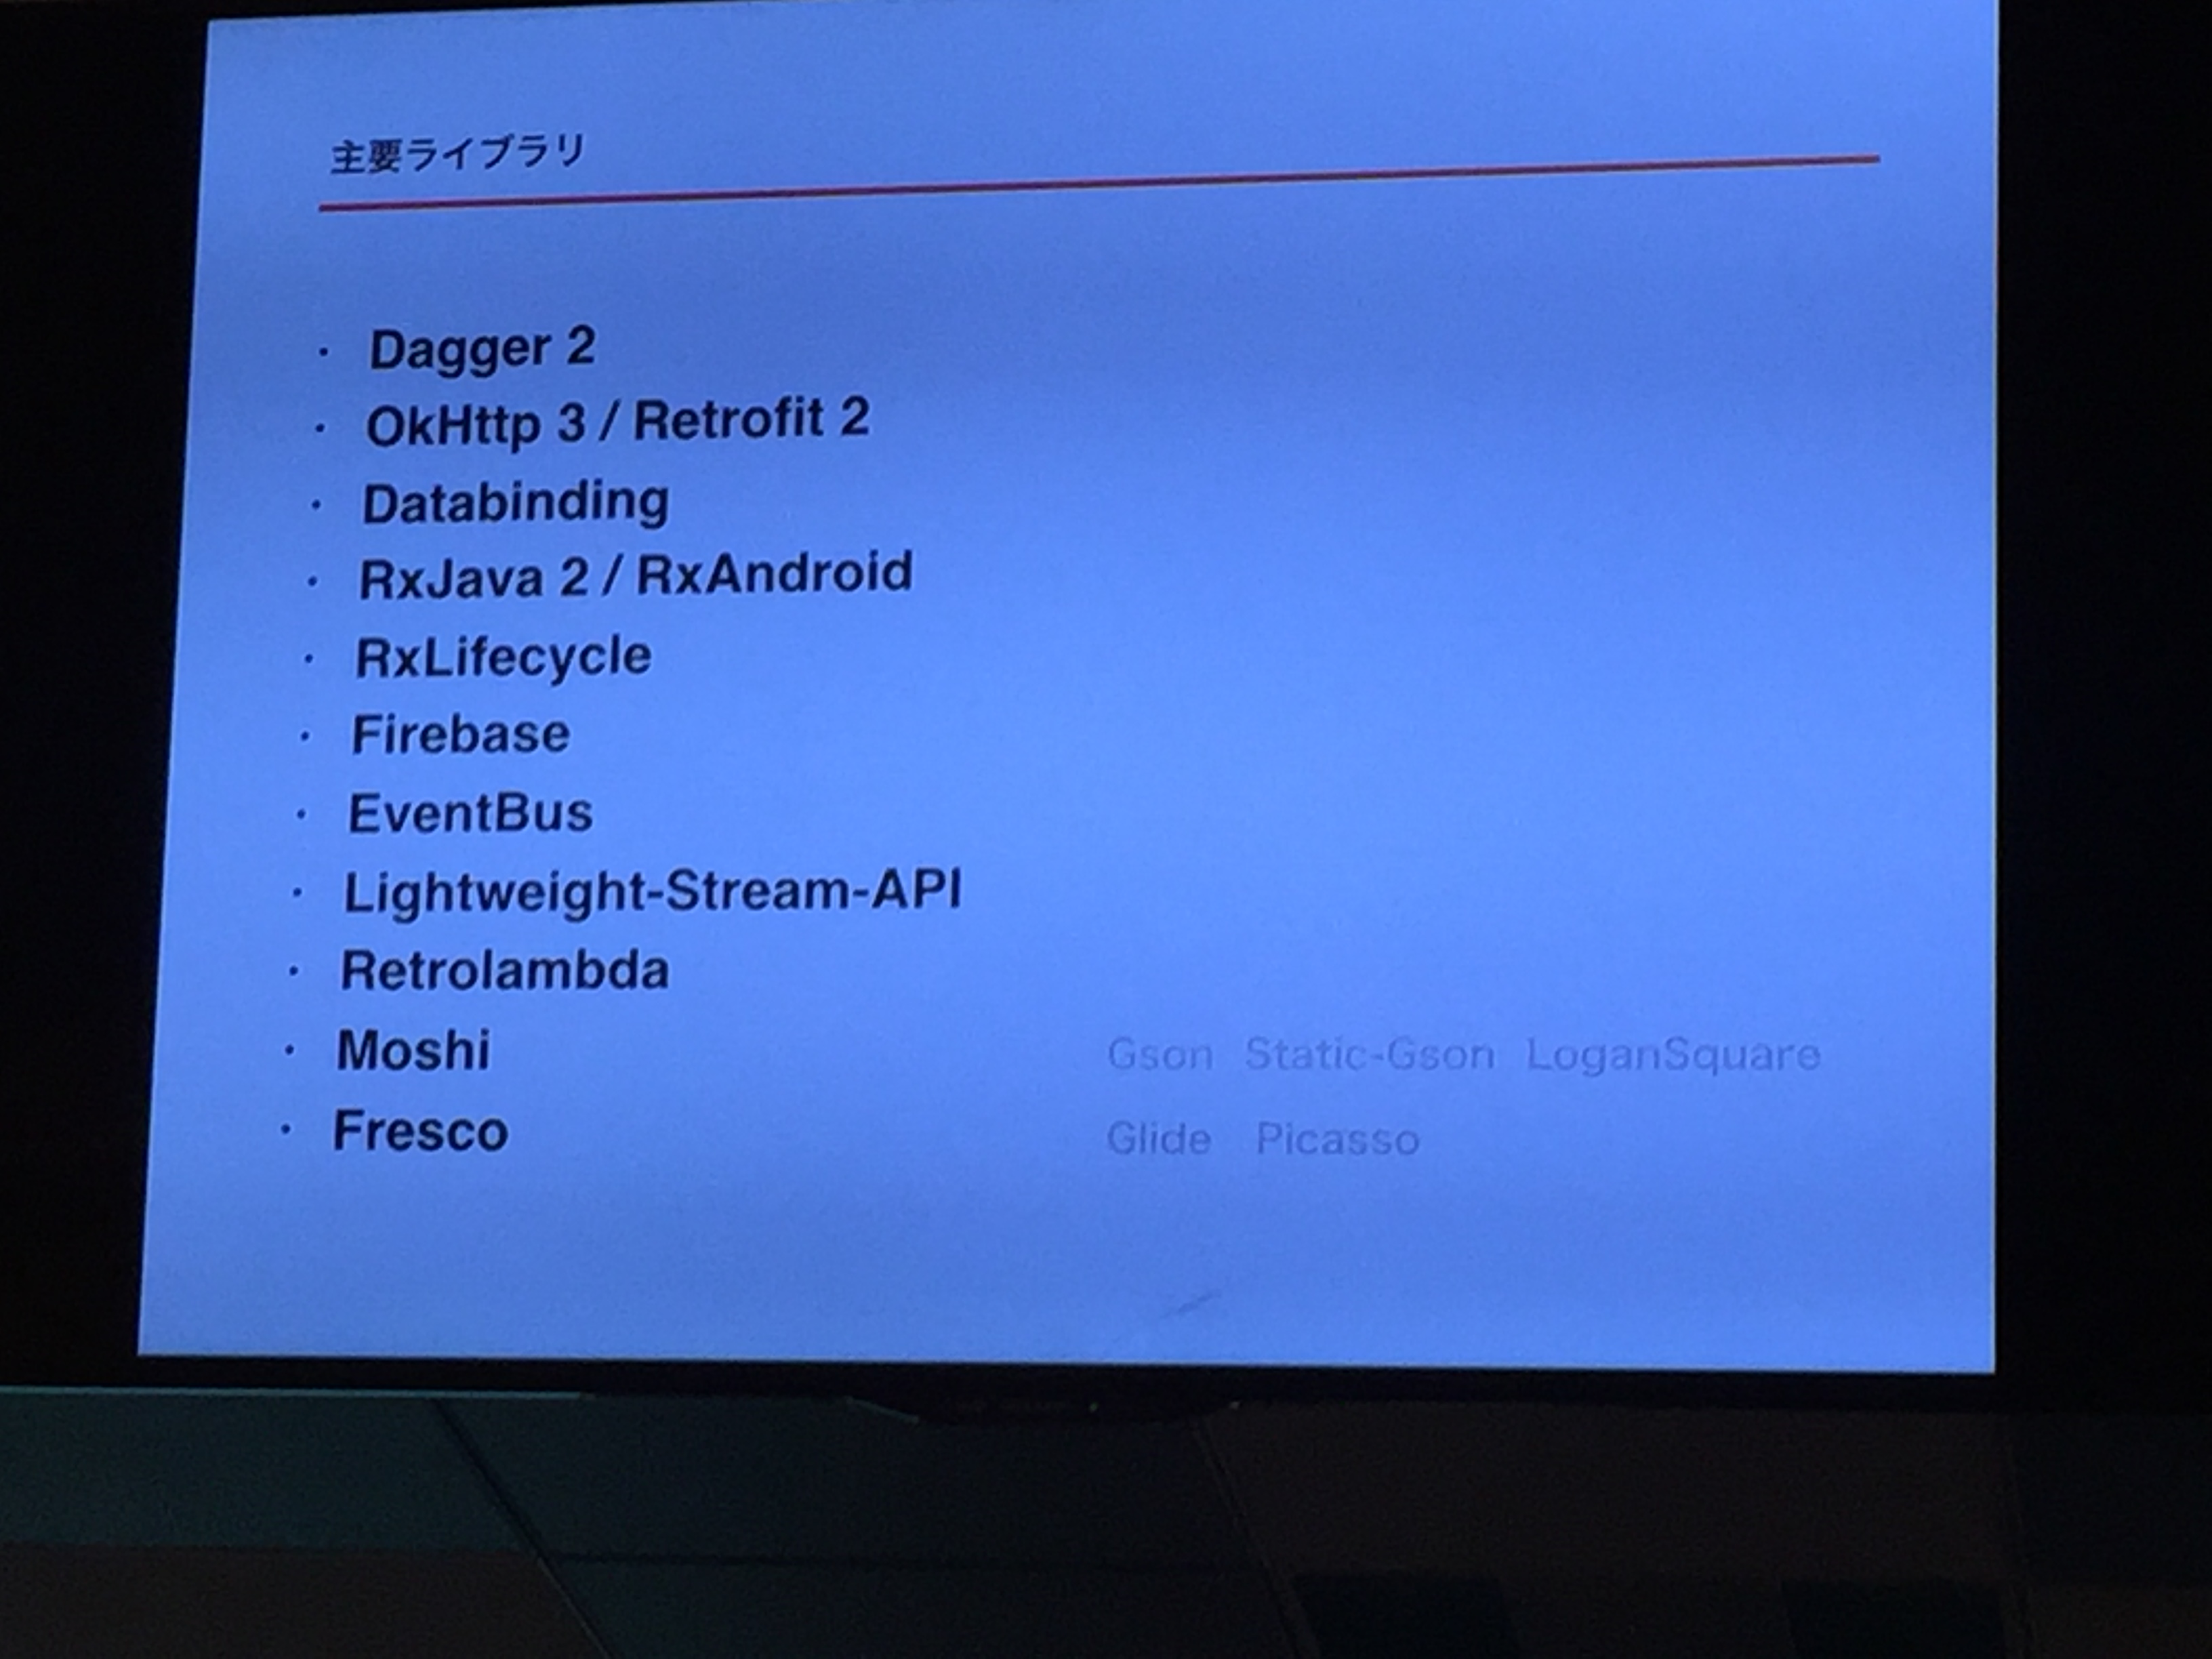 主要ライブラリ
・ Dagger 2
・ OkHttp 3 / Retrofit 2
・ Databinding
・ RxJava 2 / RxAndroid
・ RxLifecycle
・ Firebase
・ EventBus
・ Lightweight-Stream-API
・ Retrolambda
・ Moshi Gson Static-Gson LoganSquare
・ Fresco Glide Picasso